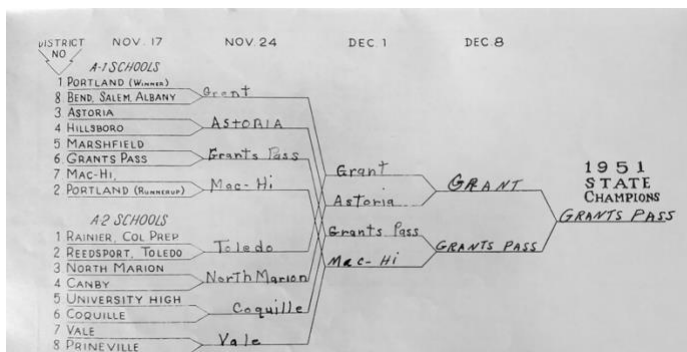 DISTRICT NO
NOV. 17
NOV. 24
DEC. 1
DEC. 8
A-1 SCHOOLS
1 PORTLAND (WINNER)
8 BEND, SALEM, ALBANY
Grant
3 ASTORIA
4 HILLSBORO
ASTORIA
5 MARSHFIELD
6 GRANTS PASS
Grants Pass
7 MAC-HI,
2 PORTLAND (RUNNERUP)
Mac-Hi
A-2 SCHOOLS
1 RAINIER, COL PREP
2 REEDSPORT, TOLEDO
Toledo
3 NORTH MARION
4 CANBY
North Marion
5 UNIVERSITY HIGH
6 COQUILLE
Coquille
7 VALE
8 PRINEVILLE
Vale
Grant
Astoria
Grants Pass
Mac-Hi
GRANT
GRANTS PASS
1951
STATE
CHAMPIONS
GRANTS PASS